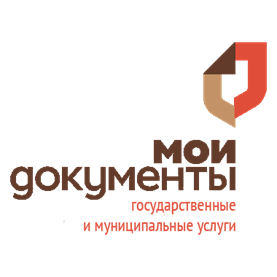 мои
документы
государственные
и муниципальные услуги